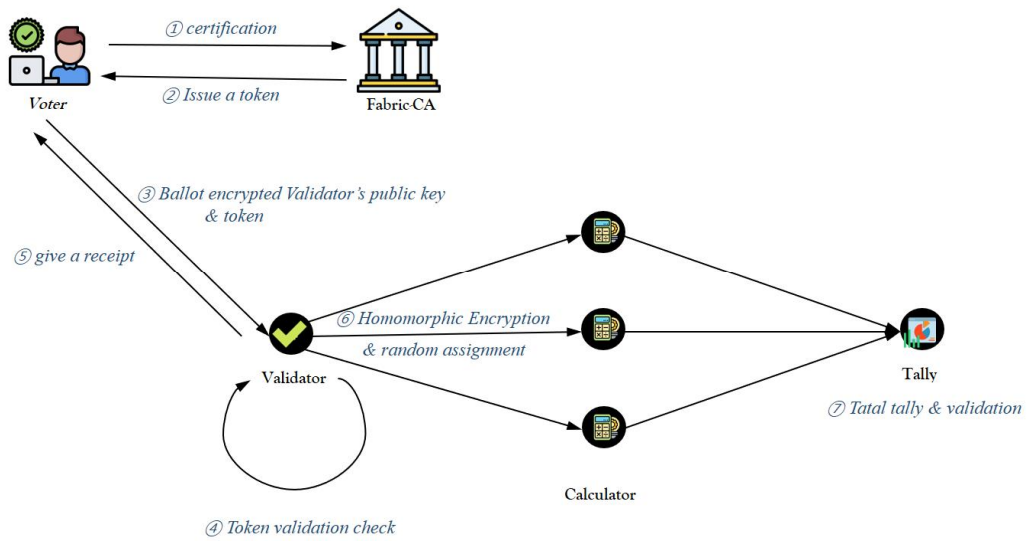 ① certification
② Issue a token
Voter
Fabric-CA
③ Ballot encrypted Validator's public key
& token
⑤ give a receipt
⑥ Homomorphic Encryption
& random assignment
Validator
Tally
⑦ Tatal tally & validation
Calculator
④ Token validation check